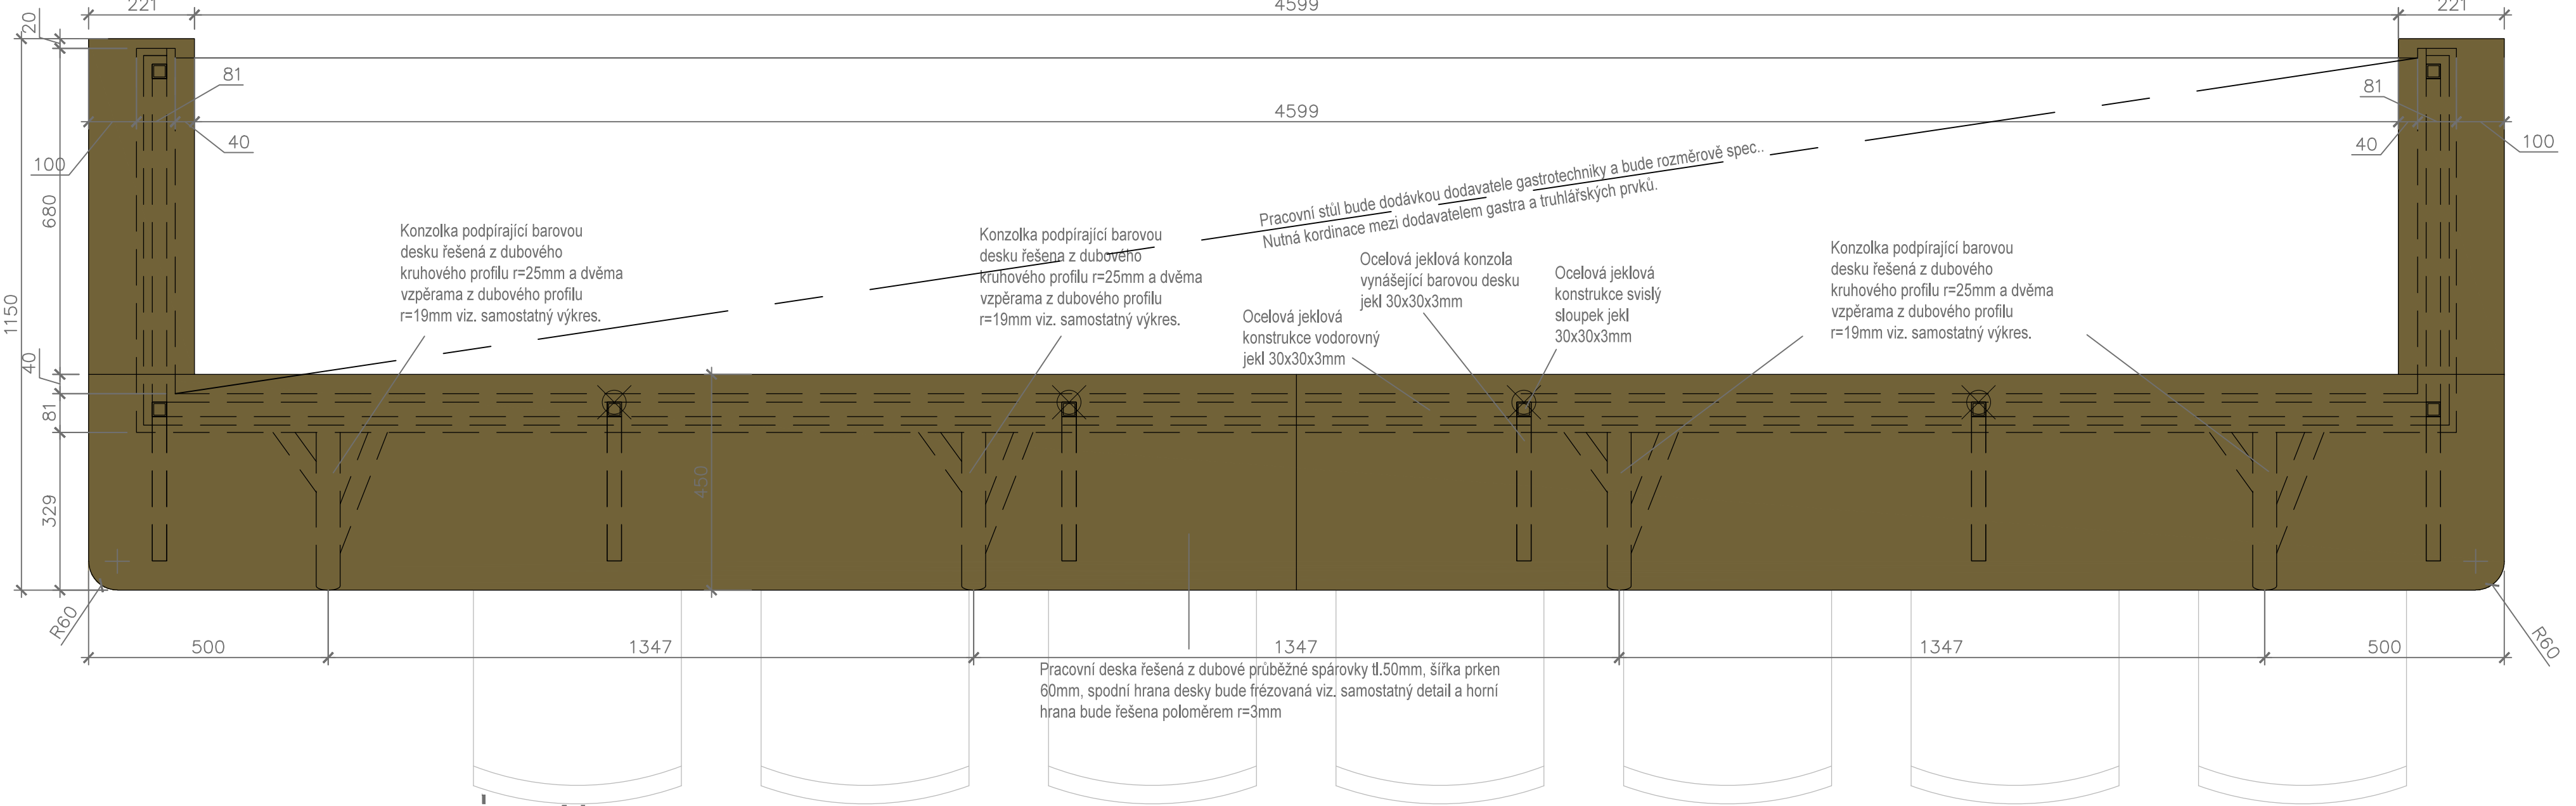 221
4599
221
20
81
81
4599
40
40
100
100
680
Pracovní stůl bude dodávkou dodavatele gastrotechniky a bude rozměrově spec..
Nutná kordinace mezi dodavatelem gastra a truhlářských prvků.
Konzolka podpírající barovou
desku řešená z dubového
kruhového profilu r=25mm a dvěma
vzpěrama z dubového profilu
r=19mm viz. samostatný výkres.
Konzolka podpírající barovou
desku řešená z dubového
kruhového profilu r=25mm a dvěma
vzpěrama z dubového profilu
r=19mm viz. samostatný výkres.
Ocelová jeklová konzola
vynášející barovou desku
jekl 30x30x3mm
Ocelová jeklová
konstrukce svislý
sloupek jekl
30x30x3mm
Konzolka podpírající barovou
desku řešená z dubového
kruhového profilu r=25mm a dvěma
vzpěrama z dubového profilu
r=19mm viz. samostatný výkres.
Ocelová jeklová
konstrukce vodorovný
jekl 30x30x3mm
1150
40
81
450
329
R60
R60
500
1347
1347
1347
500
Pracovní deska řešená z dubové průběžné spárovky tl.50mm, šířka prken
60mm, spodní hrana desky bude frézovaná viz. samostatný detail a horní
hrana bude řešena poloměrem r=3mm